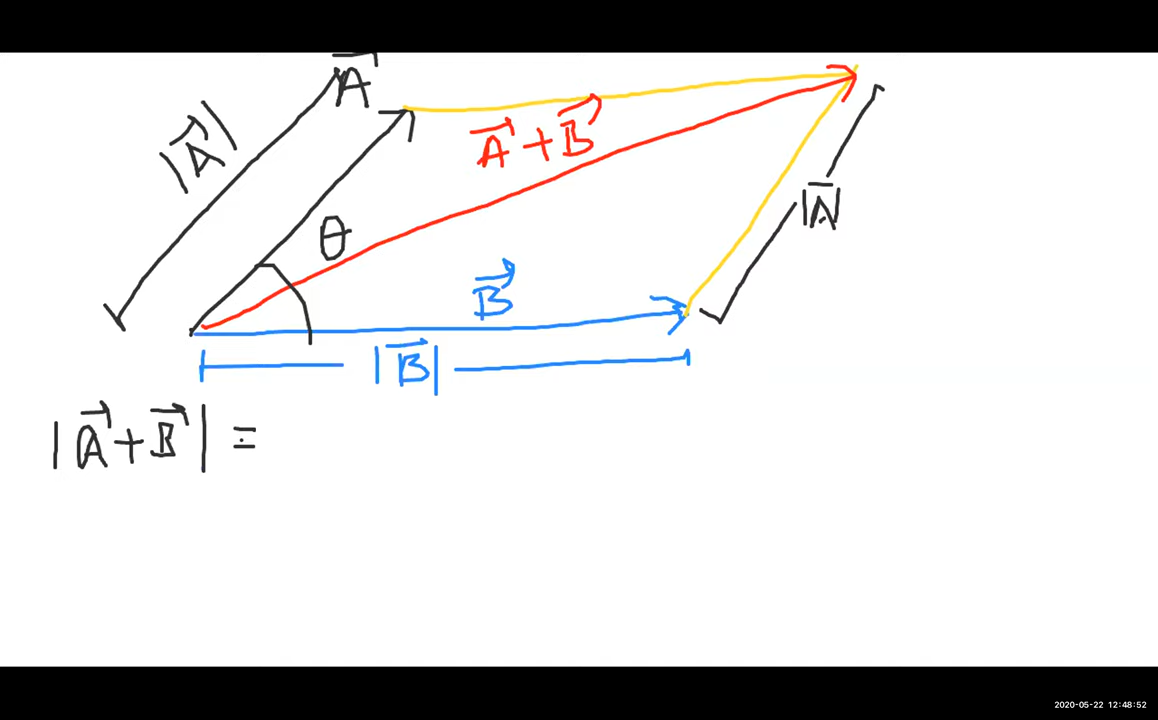 A⃗
|A⃗|
A⃗+B⃗
θ
|A̅|
B⃗
|B⃗|
|A⃗+B⃗| =
2020-05-22 12:48:52